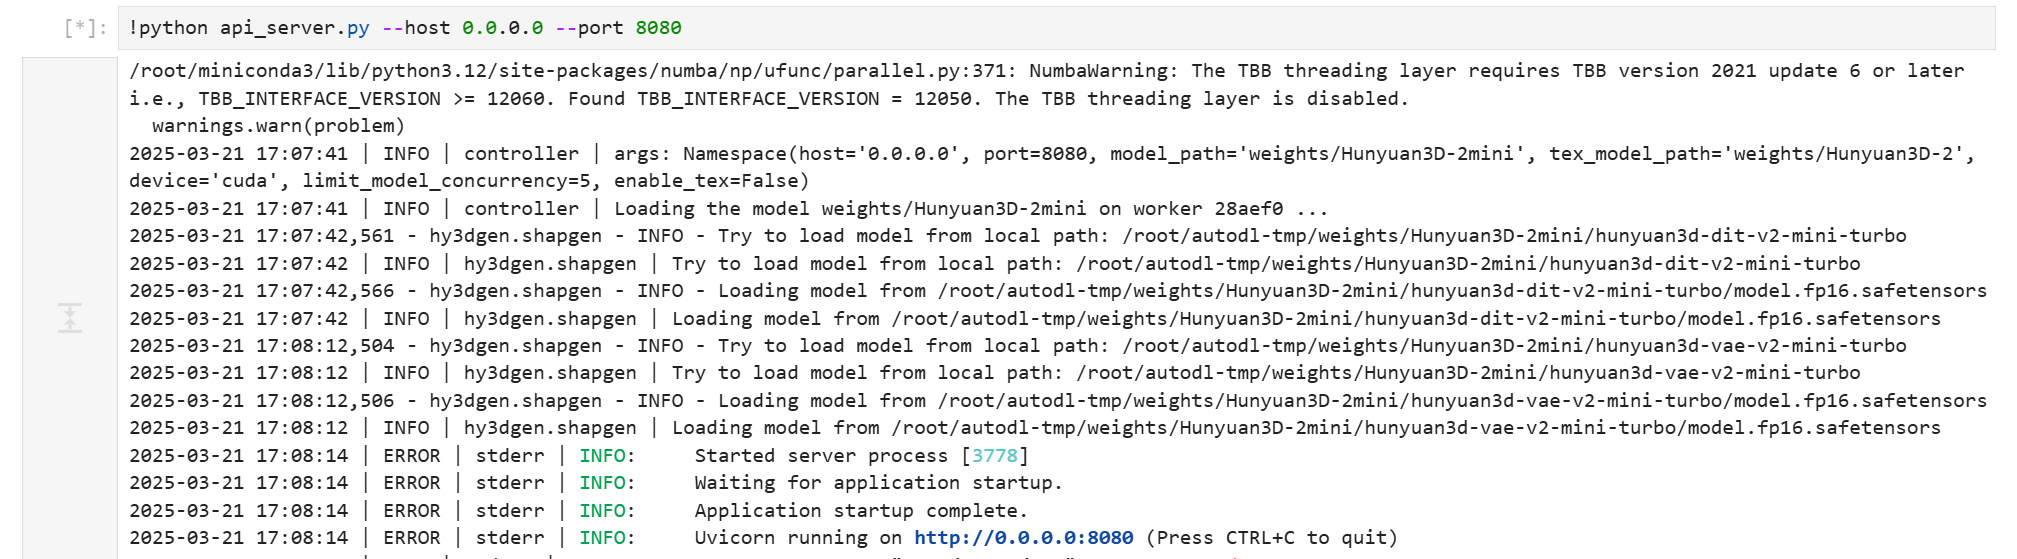 [*]: !python api_server.py --host 0.0.0.0 --port 8080
/root/miniconda3/lib/python3.12/site-packages/numba/np/ufunc/parallel.py:371: NumbaWarning: The TBB threading layer requires TBB version 2021 update 6 or later
i.e., TBB_INTERFACE_VERSION >= 12060. Found TBB_INTERFACE_VERSION = 12050. The TBB threading layer is disabled.
  warnings.warn(problem)
2025-03-21 17:07:41 | INFO | controller | args: Namespace(host='0.0.0.0', port=8080, model_path='weights/Hunyuan3D-2mini', tex_model_path='weights/Hunyuan3D-2',
device='cuda', limit_model_concurrency=5, enable_tex=False)
2025-03-21 17:07:41 | INFO | controller | Loading the model weights/Hunyuan3D-2mini on worker 28aef0 ...
2025-03-21 17:07:42,561 - hy3dgen.shapgen - INFO - Try to load model from local path: /root/autodl-tmp/weights/Hunyuan3D-2mini/hunyuan3d-dit-v2-mini-turbo
2025-03-21 17:07:42 | INFO | hy3dgen.shapgen | Try to load model from local path: /root/autodl-tmp/weights/Hunyuan3D-2mini/hunyuan3d-dit-v2-mini-turbo
2025-03-21 17:07:42,566 - hy3dgen.shapgen - INFO - Loading model from /root/autodl-tmp/weights/Hunyuan3D-2mini/hunyuan3d-dit-v2-mini-turbo/model.fp16.safetensors
2025-03-21 17:07:42 | INFO | hy3dgen.shapgen | Loading model from /root/autodl-tmp/weights/Hunyuan3D-2mini/hunyuan3d-dit-v2-mini-turbo/model.fp16.safetensors
2025-03-21 17:08:12,504 - hy3dgen.shapgen - INFO - Try to load model from local path: /root/autodl-tmp/weights/Hunyuan3D-2mini/hunyuan3d-vae-v2-mini-turbo
2025-03-21 17:08:12 | INFO | hy3dgen.shapgen | Try to load model from local path: /root/autodl-tmp/weights/Hunyuan3D-2mini/hunyuan3d-vae-v2-mini-turbo
2025-03-21 17:08:12,506 - hy3dgen.shapgen - INFO - Loading model from /root/autodl-tmp/weights/Hunyuan3D-2mini/hunyuan3d-vae-v2-mini-turbo/model.fp16.safetensors
2025-03-21 17:08:12 | INFO | hy3dgen.shapgen | Loading model from /root/autodl-tmp/weights/Hunyuan3D-2mini/hunyuan3d-vae-v2-mini-turbo/model.fp16.safetensors
2025-03-21 17:08:14 | ERROR | stderr | INFO:     Started server process [3778]
2025-03-21 17:08:14 | ERROR | stderr | INFO:     Waiting for application startup.
2025-03-21 17:08:14 | ERROR | stderr | INFO:     Application startup complete.
2025-03-21 17:08:14 | ERROR | stderr | INFO:     Uvicorn running on http://0.0.0.0:8080 (Press CTRL+C to quit)